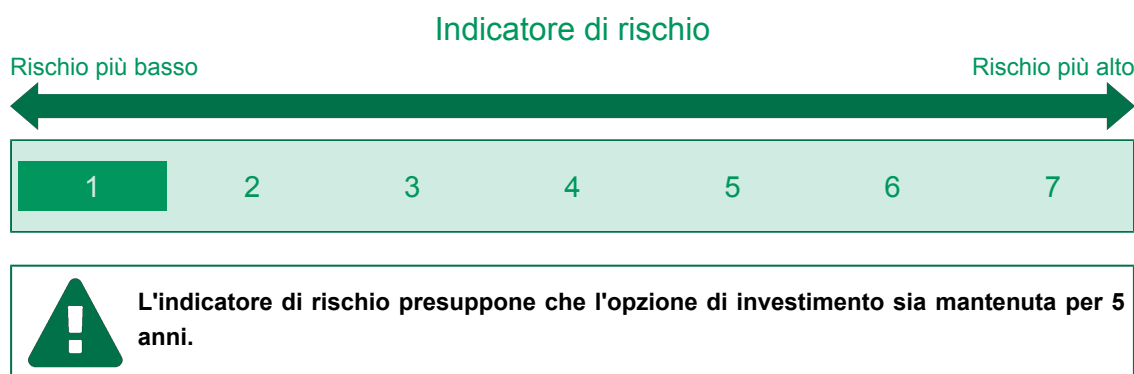 Indicatore di rischio
Rischio più basso Rischio più alto
1 2 3 4 5 6 7
L'indicatore di rischio presuppone che l'opzione di investimento sia mantenuta per 5
anni.